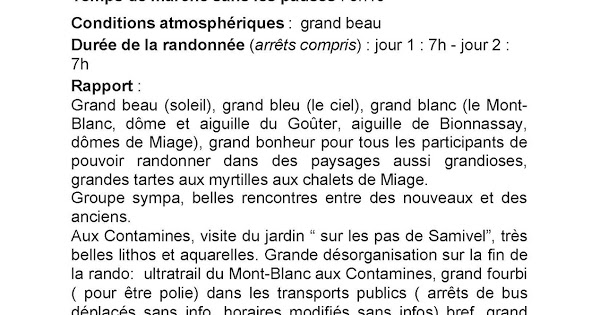 Conditions atmosphériques : grand beau
Durée de la randonnée (arrêts compris) : jour 1 : 7h - jour 2 :
7h
Rapport :
Grand beau (soleil), grand bleu (le ciel), grand blanc (le Mont-
Blanc, dôme et aiguille du Goûter, aiguille de Bionnassay,
dômes de Miage), grand bonheur pour tous les participants de
pouvoir randonner dans des paysages aussi grandioses,
grandes tartes aux myrtilles aux chalets de Miage.
Groupe sympa, belles rencontres entre des nouveaux et des
anciens.
Aux Contamines, visite du jardin “ sur les pas de Samivel”, très
belles lithos et aquarelles. Grande désorganisation sur la fin de
la rando: ultratrail du Mont-Blanc aux Contamines, grand fourbi
( pour être polie) dans les transports publics ( arrêts de bus
déplacés sans info, horaires modifiés sans infos) bref, grand